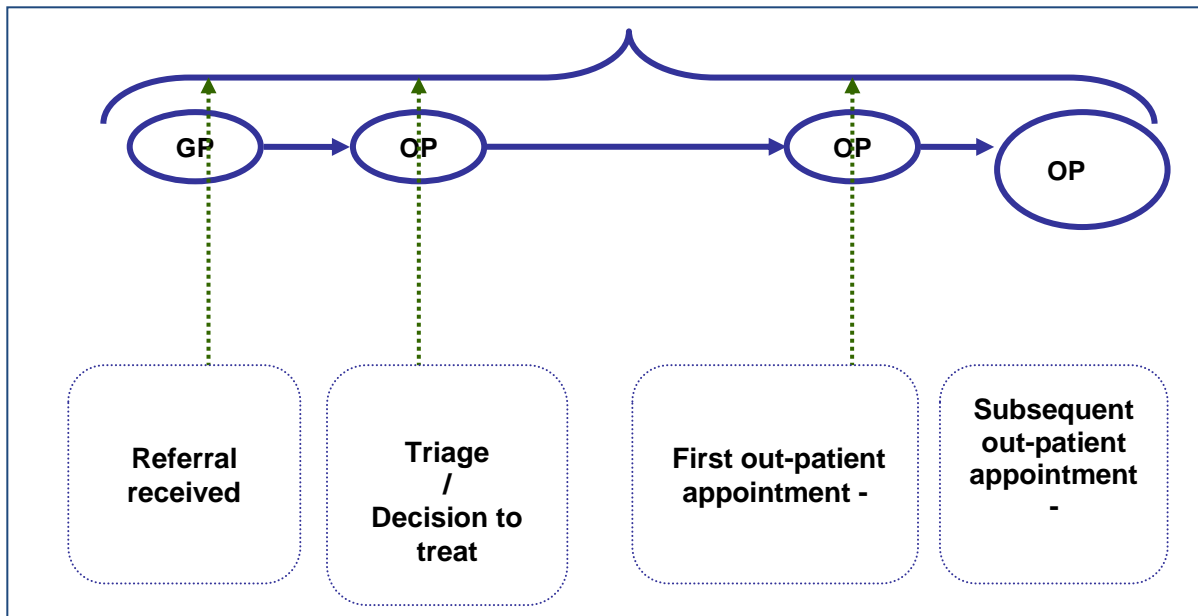 GP
OP
OP
OP
Referral
received
Triage
/
Decision to
treat
First out-patient
appointment -
Subsequent
out-patient
appointment
-